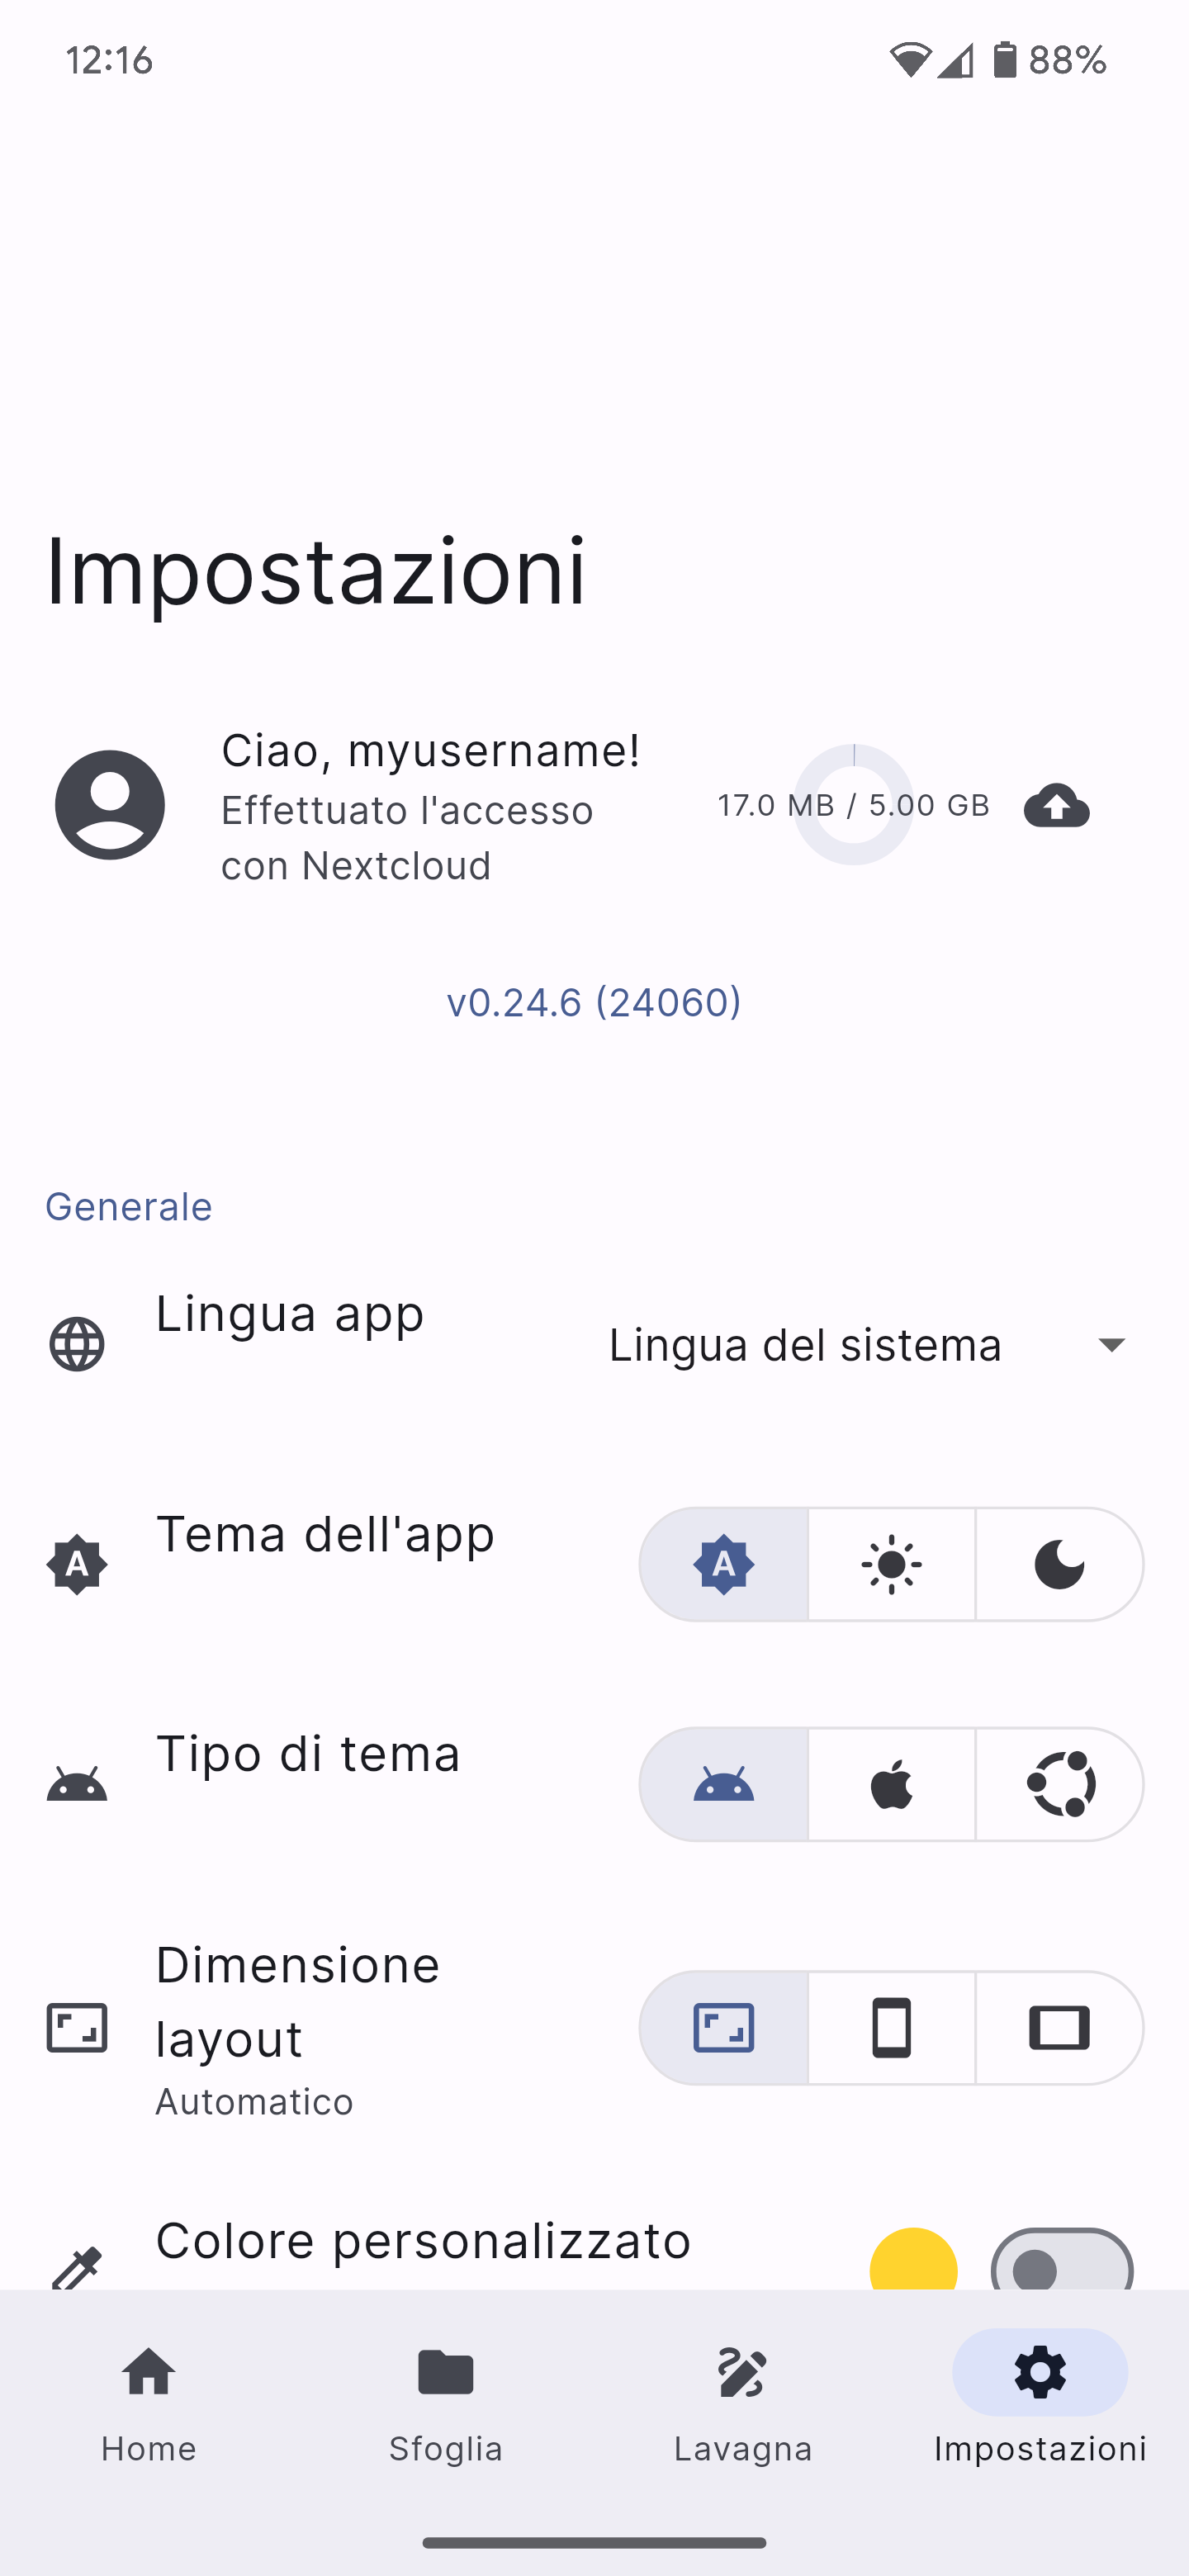 12:16
88%
Impostazioni
Ciao, myusername!
Effettuato l'accesso
con Nextcloud
17.0 MB / 5.00 GB
v0.24.6 (24060)
Generale
Lingua app
Lingua del sistema
Tema dell'app
Tipo di tema
Dimensione
layout
Automatico
Colore personalizzato
Home
Sfoglia
Lavagna
Impostazioni